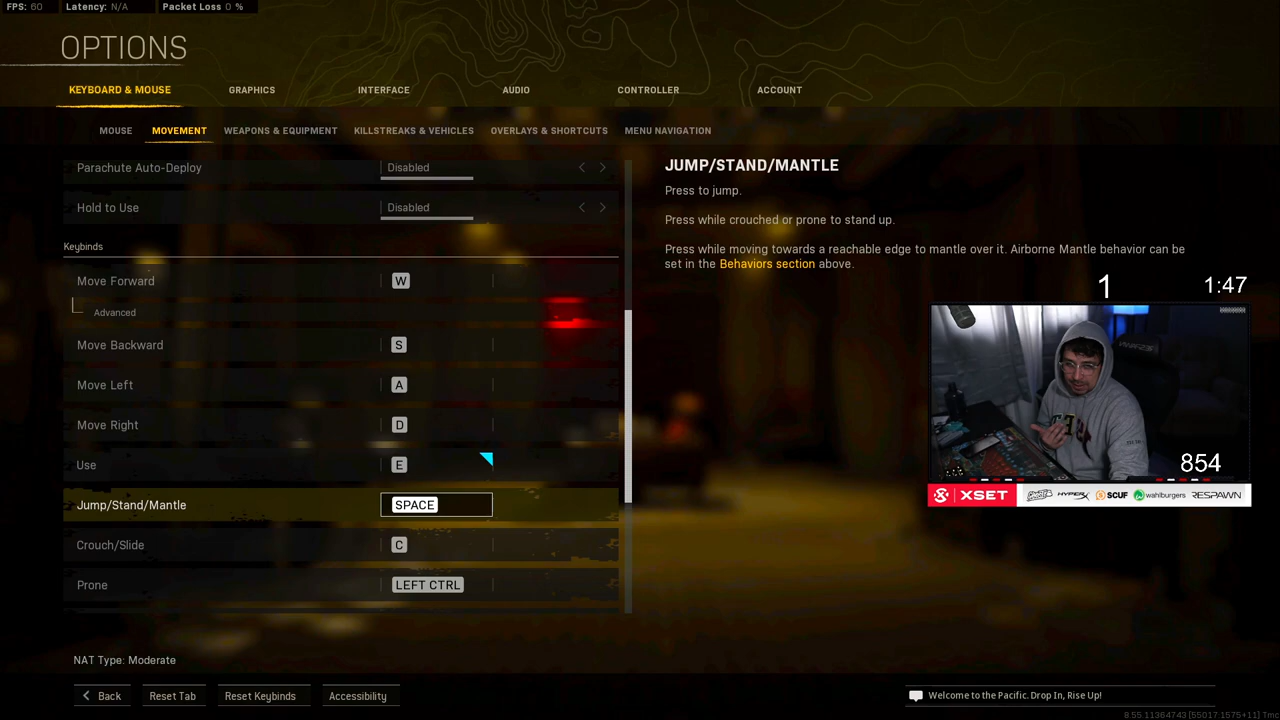 FPS: 60 Latency: N/A Packet Loss 0 %
OPTIONS
KEYBOARD & MOUSE GRAPHICS INTERFACE AUDIO CONTROLLER ACCOUNT
MOUSE MOVEMENT WEAPONS & EQUIPMENT KILLSTREAKS & VEHICLES OVERLAYS & SHORTCUTS MENU NAVIGATION
Parachute Auto-Deploy Disabled
Hold to Use Disabled
Keybinds
Move Forward W
Advanced
Move Backward S
Move Left A
Move Right D
Use E
Jump/Stand/Mantle SPACE
Crouch/Slide C
Prone LEFT CTRL
JUMP/STAND/MANTLE
Press to jump.
Press while crouched or prone to stand up.
Press while moving towards a reachable edge to mantle over it. Airborne Mantle behavior can be
set in the Behaviors section above.
1 1:47
854
XSET HYPERX SCUF wahlburgers RESPAWN
NAT Type: Moderate
Back Reset Tab Reset Keybinds Accessibility
Welcome to the Pacific. Drop In, Rise Up!